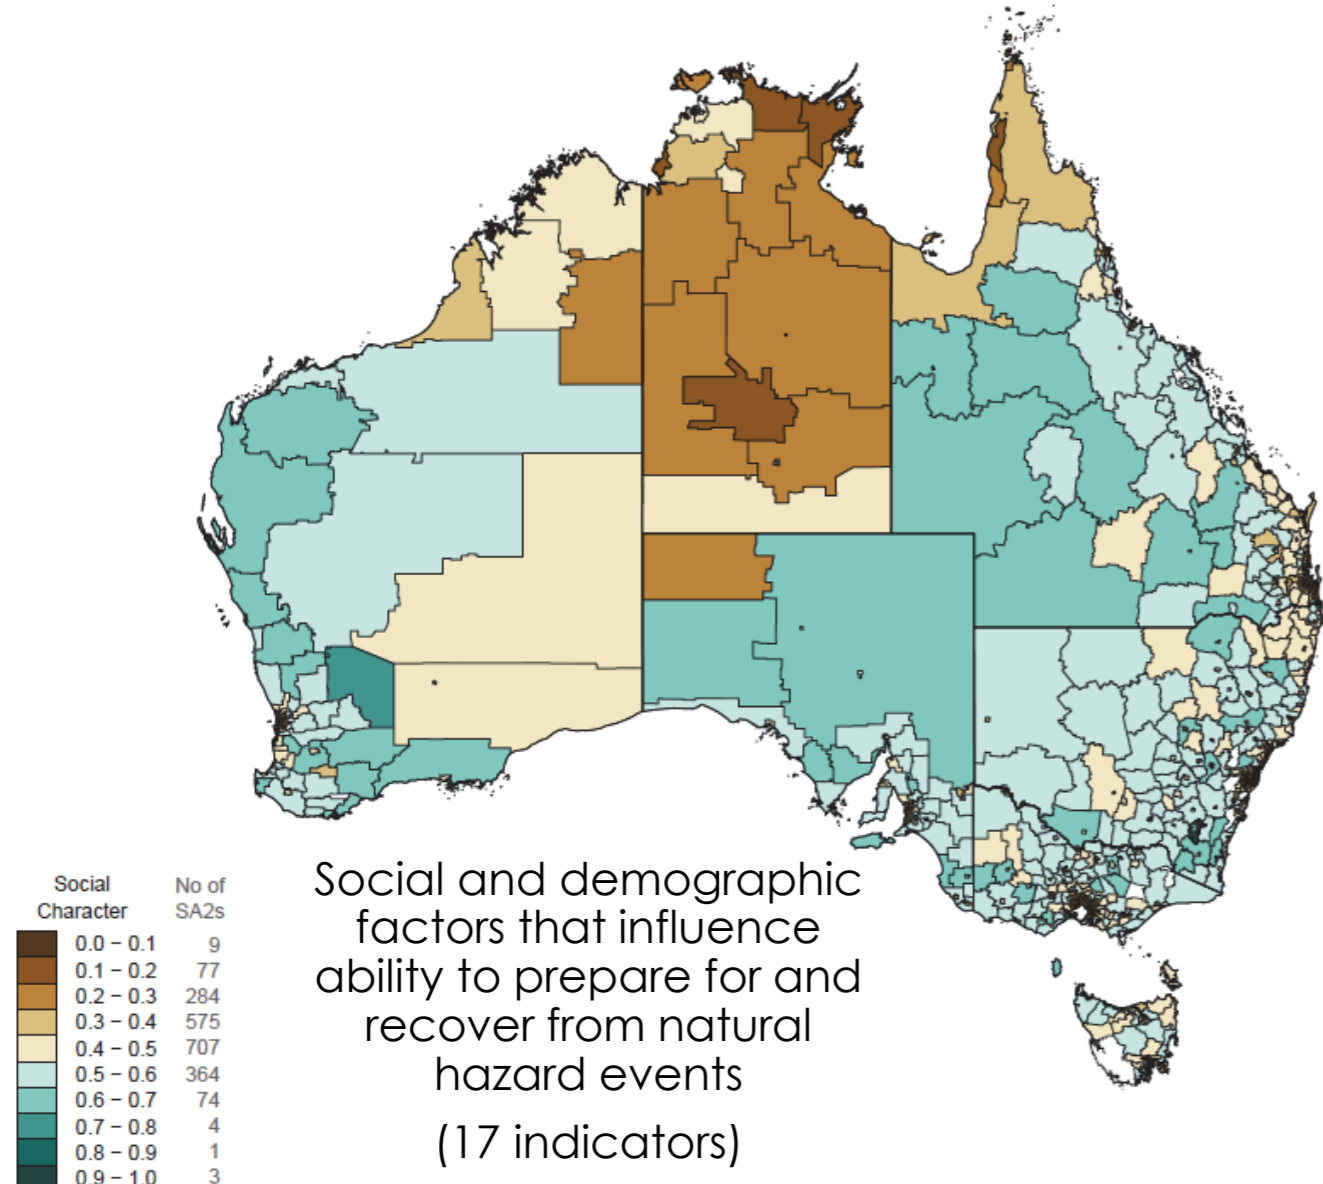 Social No of
Character SA2s
0.0 – 0.1 9
0.1 – 0.2 77
0.2 – 0.3 284
0.3 – 0.4 575
0.4 – 0.5 707
0.5 – 0.6 364
0.6 – 0.7 74
0.7 – 0.8 4
0.8 – 0.9 1
0.9 – 1.0 3
Social and demographic
factors that influence
ability to prepare for and
recover from natural
hazard events
(17 indicators)